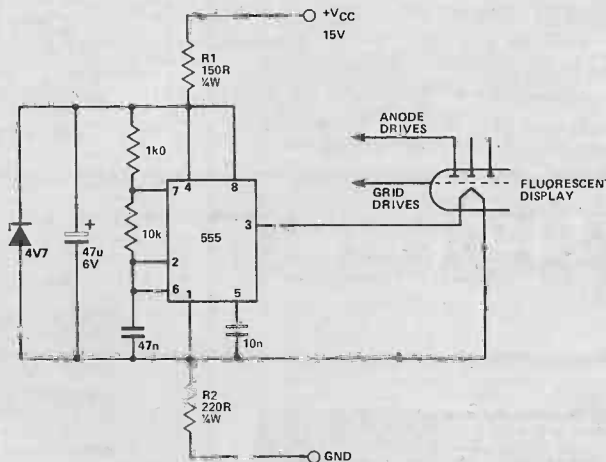 +VCC
15V
R1
150R
¼W
ANODE
DRIVES
1k0
4
8
7
GRID
DRIVES
FLUORESCENT
DISPLAY
3
10k
555
+
4V7
47u
6V
2
6
1
5
47n
10n
R2
220R
¼W
GND